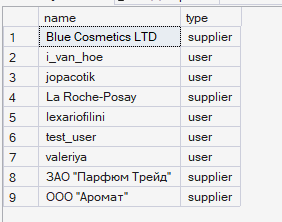 name type
1 Blue Cosmetics LTD supplier
2 i_van_hoe user
3 jopacotik user
4 La Roche-Posay supplier
5 lexariofilini user
6 test_user user
7 valeriya user
8 ЗАО "Парфюм Трейд" supplier
9 ООО "Аромат" supplier